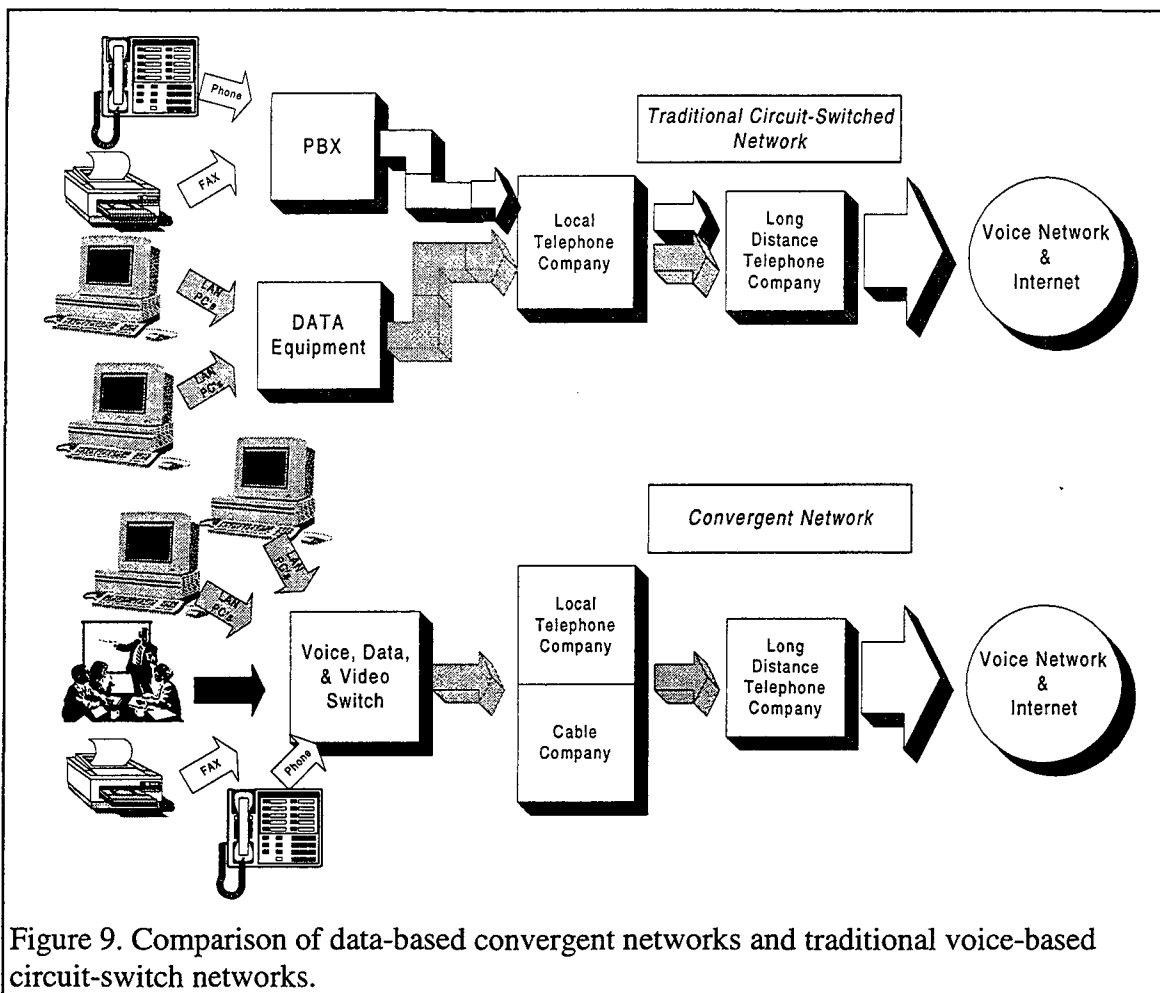 Phone
FAX
LAN
PC's
LAN
PC's
PBX
DATA
Equipment
Traditional Circuit-Switched
Network
Local
Telephone
Company
Long
Distance
Telephone
Company
Voice Network
&
Internet
LAN
PC's
LAN
PC's
FAX
Phone
Voice, Data,
& Video
Switch
Convergent Network
Local
Telephone
Company
Cable
Company
Long
Distance
Telephone
Company
Voice Network
&
Internet
Figure 9. Comparison of data-based convergent networks and traditional voice-based
circuit-switch networks.